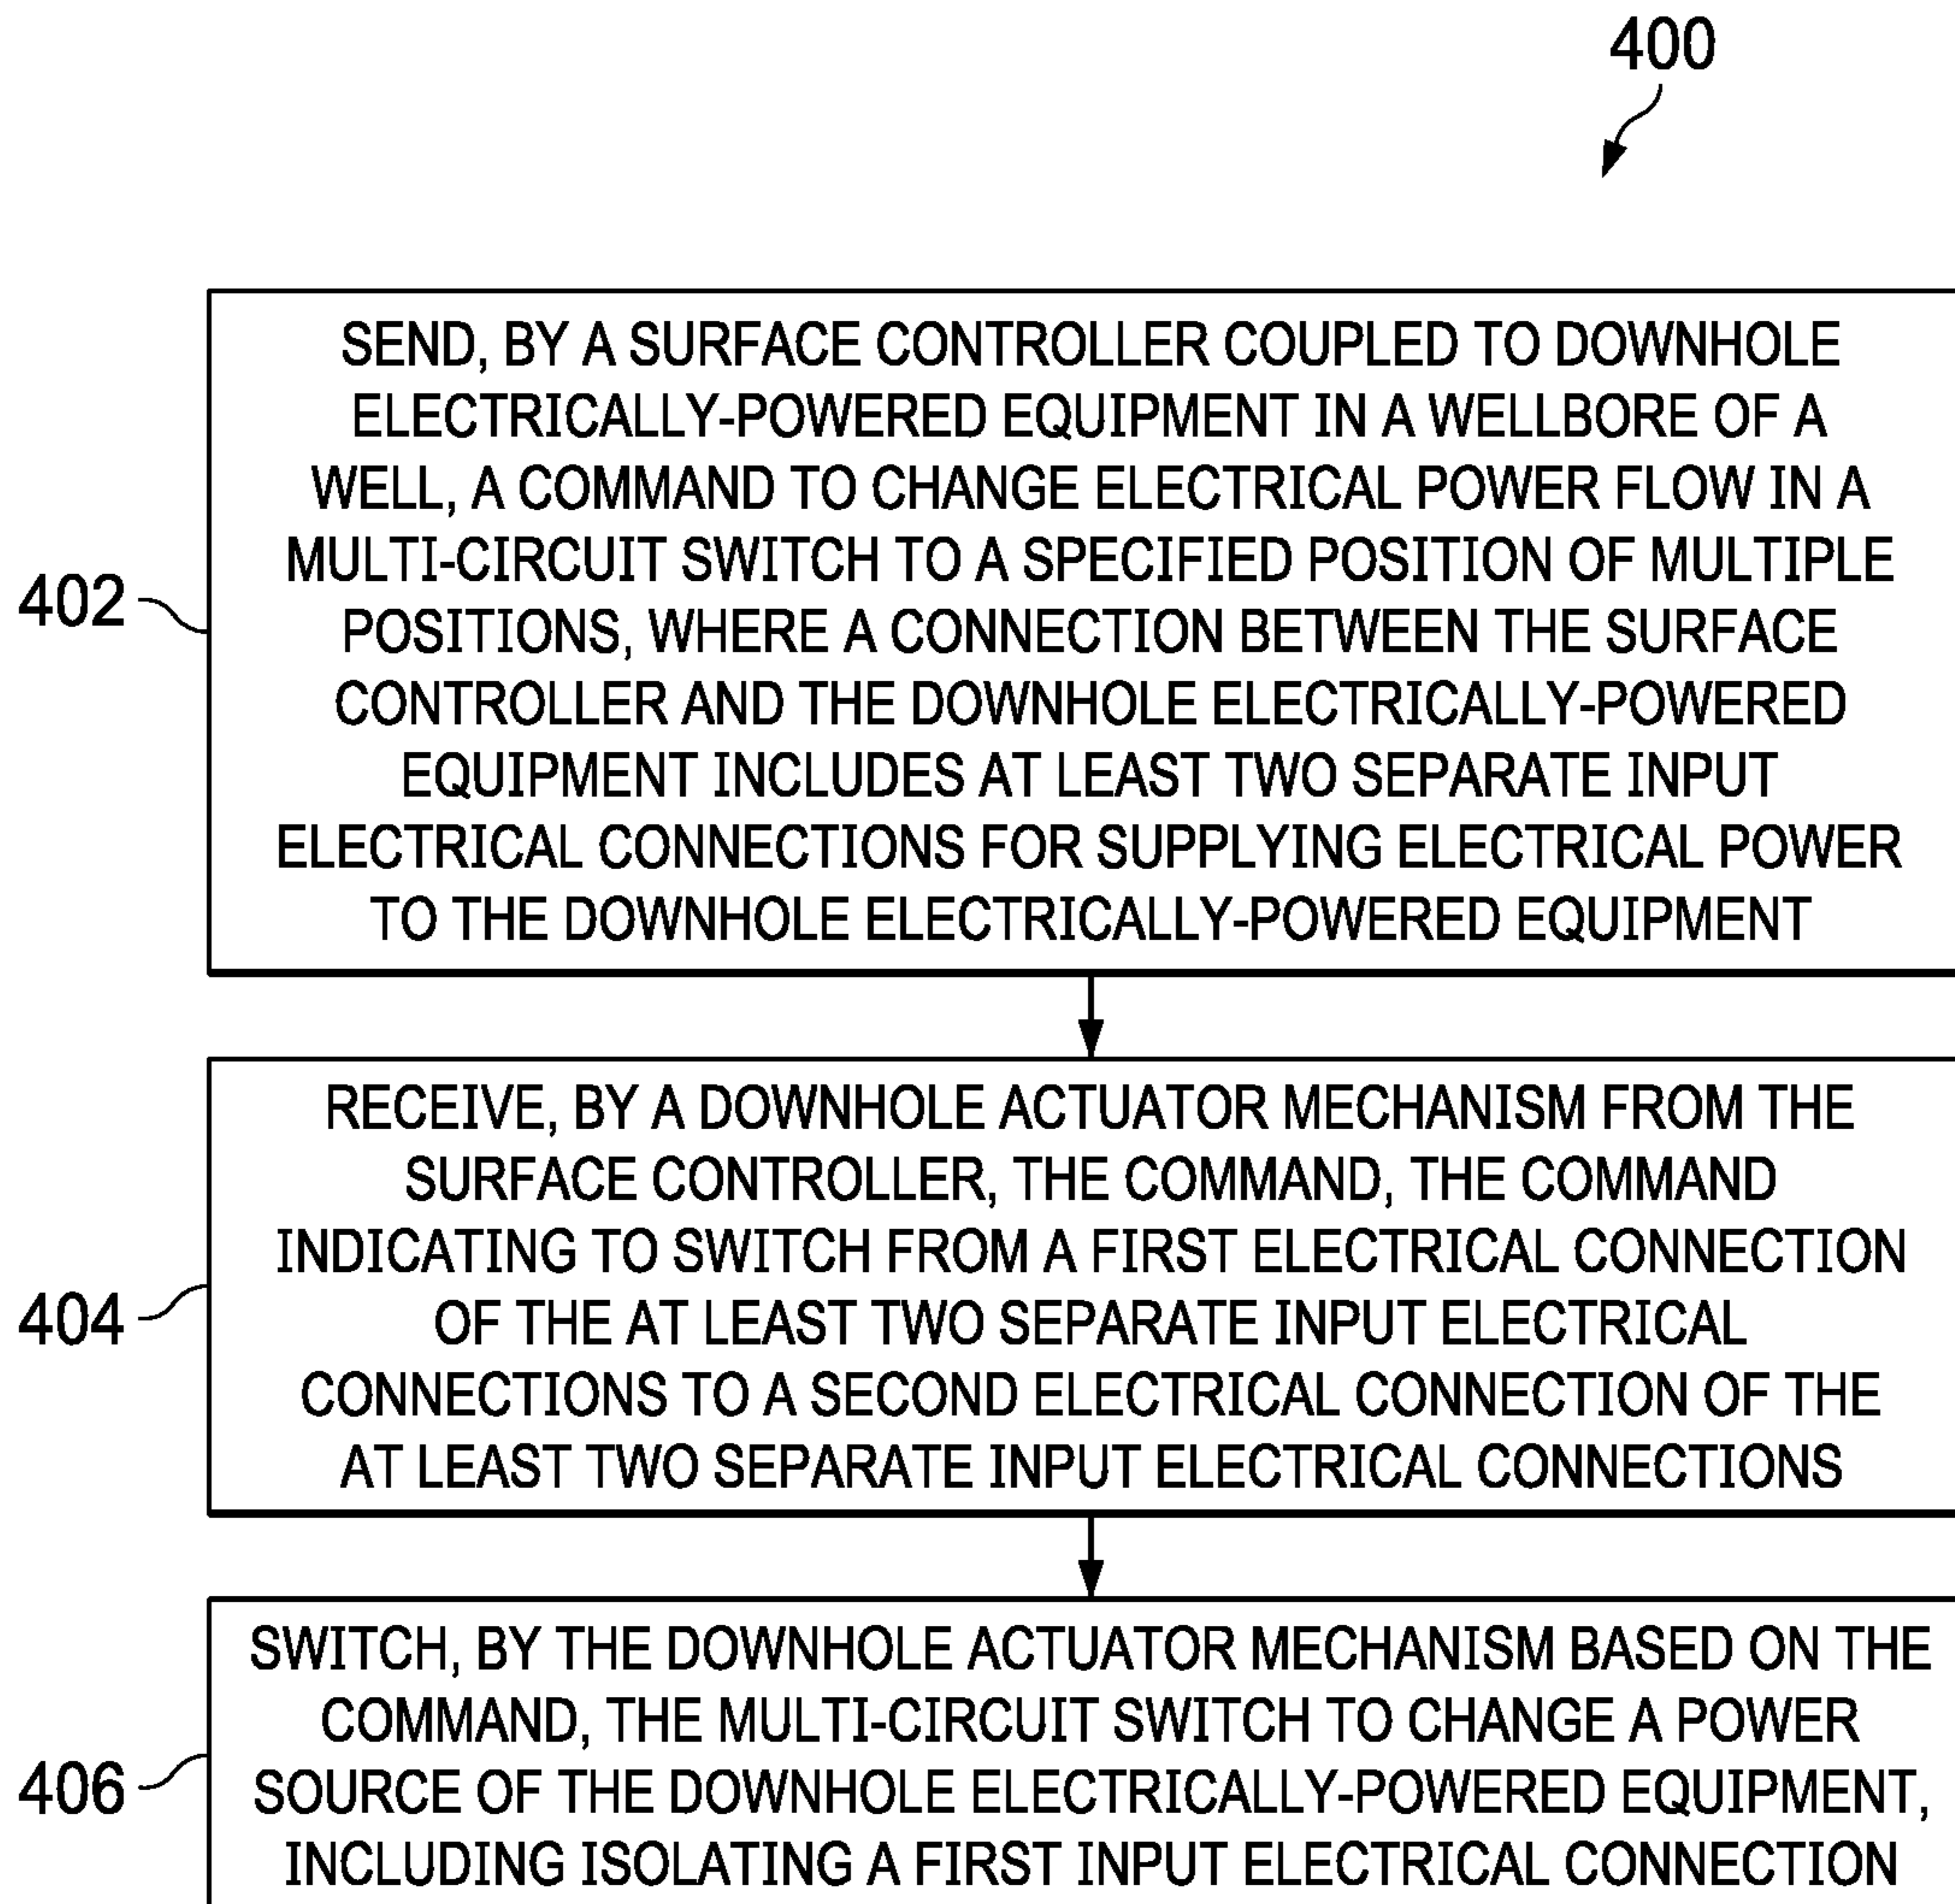 400
SEND, BY A SURFACE CONTROLLER COUPLED TO DOWNHOLE
ELECTRICALLY-POWERED EQUIPMENT IN A WELLBORE OF A
WELL, A COMMAND TO CHANGE ELECTRICAL POWER FLOW IN A
MULTI-CIRCUIT SWITCH TO A SPECIFIED POSITION OF MULTIPLE
POSITIONS, WHERE A CONNECTION BETWEEN THE SURFACE
CONTROLLER AND THE DOWNHOLE ELECTRICALLY-POWERED
EQUIPMENT INCLUDES AT LEAST TWO SEPARATE INPUT
ELECTRICAL CONNECTIONS FOR SUPPLYING ELECTRICAL POWER
TO THE DOWNHOLE ELECTRICALLY-POWERED EQUIPMENT
402
RECEIVE, BY A DOWNHOLE ACTUATOR MECHANISM FROM THE
SURFACE CONTROLLER, THE COMMAND, THE COMMAND
INDICATING TO SWITCH FROM A FIRST ELECTRICAL CONNECTION
OF THE AT LEAST TWO SEPARATE INPUT ELECTRICAL
CONNECTIONS TO A SECOND ELECTRICAL CONNECTION OF THE
AT LEAST TWO SEPARATE INPUT ELECTRICAL CONNECTIONS
404
SWITCH, BY THE DOWNHOLE ACTUATOR MECHANISM BASED ON THE
COMMAND, THE MULTI-CIRCUIT SWITCH TO CHANGE A POWER
SOURCE OF THE DOWNHOLE ELECTRICALLY-POWERED EQUIPMENT,
INCLUDING ISOLATING A FIRST INPUT ELECTRICAL CONNECTION
406